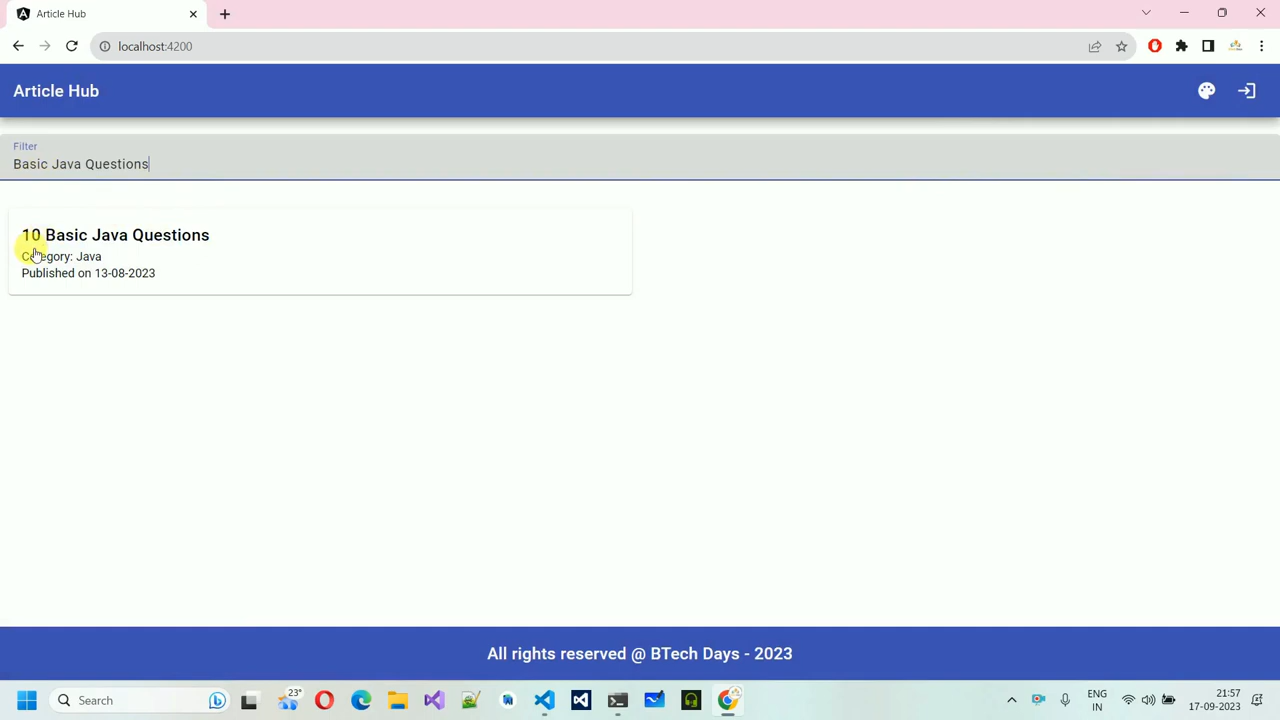 Article Hub
localhost:4200
Article Hub
Filter
Basic Java Questions
10 Basic Java Questions
Category: Java
Published on 13-08-2023
All rights reserved @ BTech Days - 2023
23°
Search
ENG
IN
21:57
17-09-2023